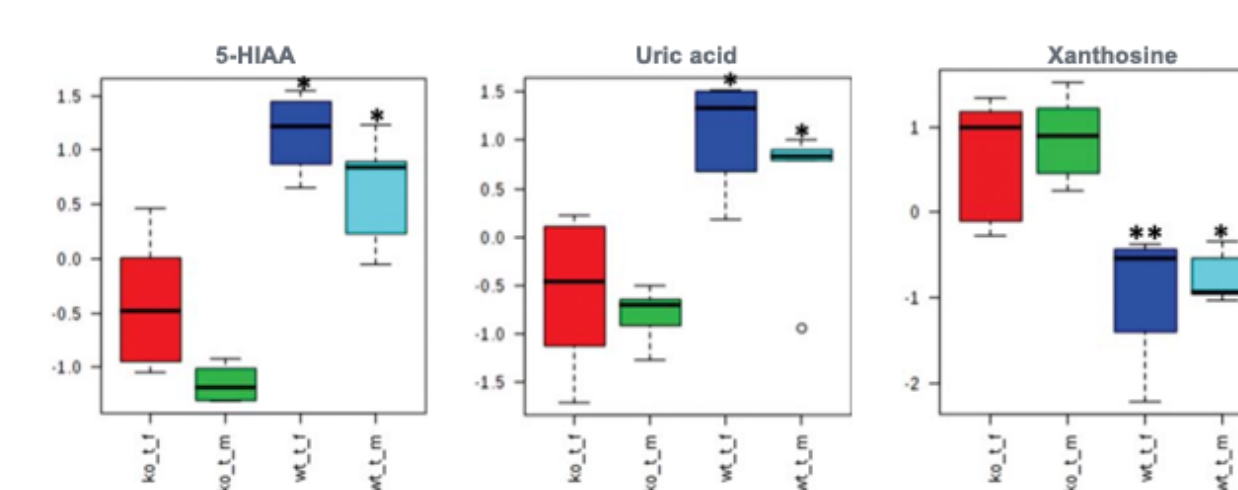 5-HIAA
Uric acid
Xanthosine
1.5
1.0
0.5
0.0
-0.5
-1.0
*
*
ko_t_f
ko_t_m
wt_t_f
wt_t_m
1.5
1.0
0.5
0.0
-0.5
-1.0
-1.5
*
*
ko_t_f
ko_t_m
wt_t_f
wt_t_m
1
0
-1
-2
**
*
ko_t_f
ko_t_m
wt_t_f
wt_t_m